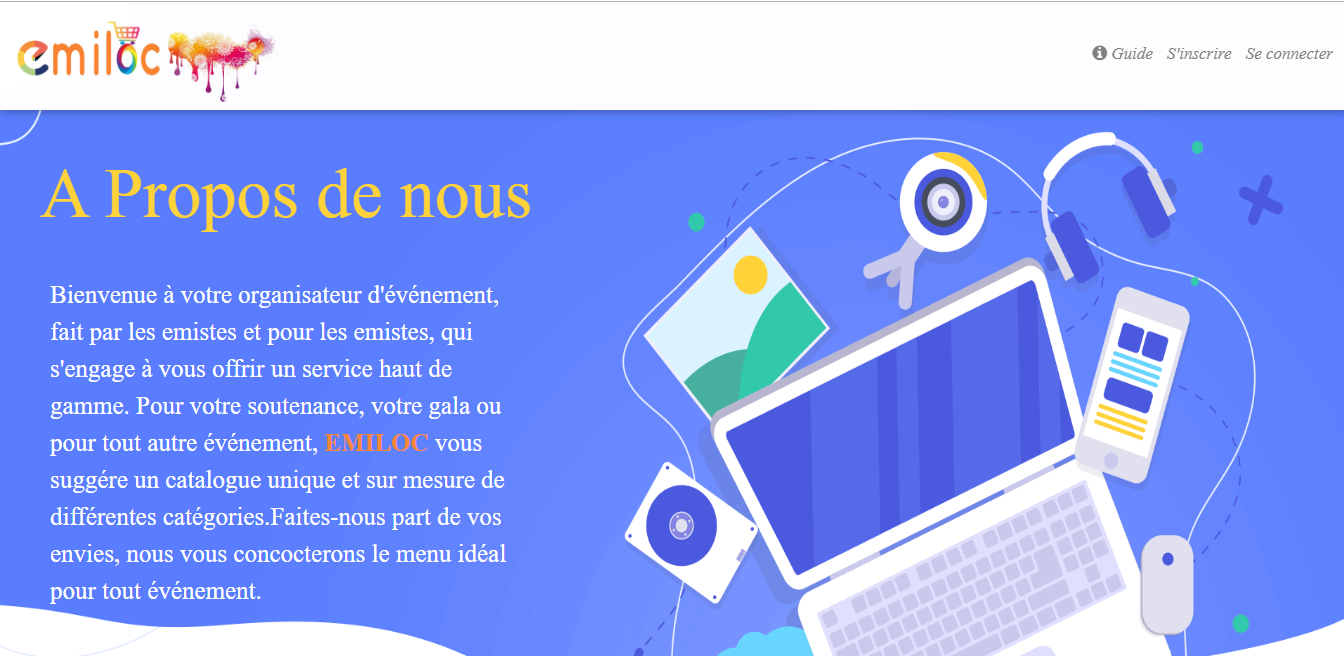 emiloc
Guide S'inscrire Se connecter
A Propos de nous
Bienvenue à votre organisateur d'événement,
fait par les emistes et pour les emistes, qui
s'engage à vous offrir un service haut de
gamme. Pour votre soutenance, votre gala ou
pour tout autre événement, EMILOC vous
suggére un catalogue unique et sur mesure de
différentes catégories.Faites-nous part de vos
envies, nous vous concocterons le menu idéal
pour tout événement.